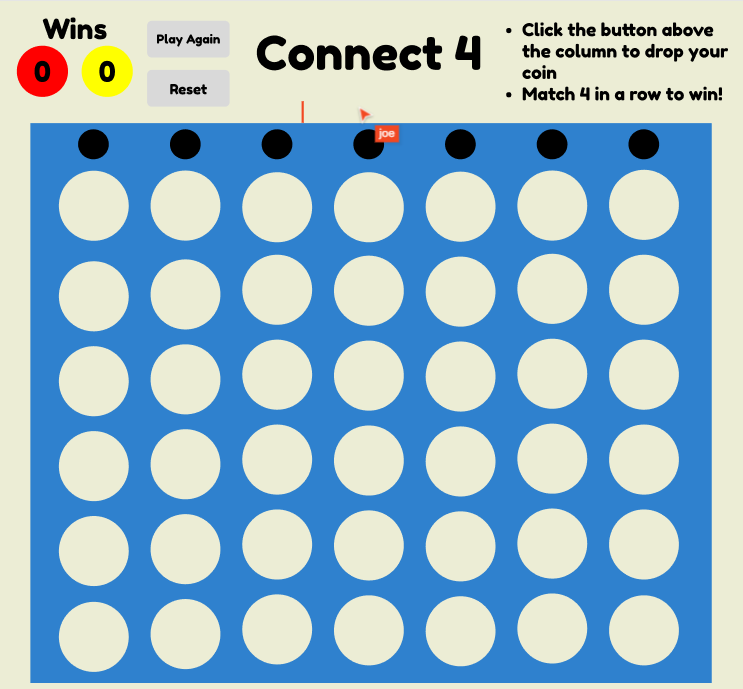 Wins
0 0
Play Again
Reset
Connect 4
• Click the button above
the column to drop your
coin
• Match 4 in a row to win!
joe